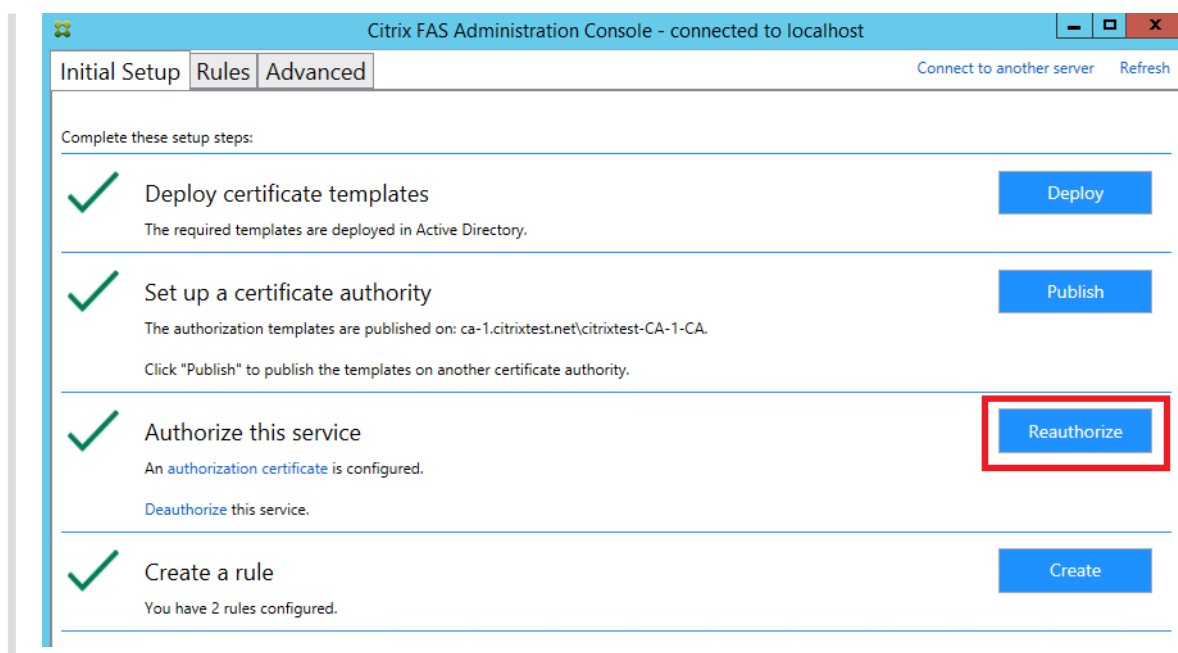 Citrix FAS Administration Console - connected to localhost
Initial Setup Rules Advanced Connect to another server Refresh
Complete these setup steps:
Deploy certificate templates
Deploy
The required templates are deployed in Active Directory.
Set up a certificate authority
Publish
The authorization templates are published on: ca-1.citrixtest.net\citrixtest-CA-1-CA.
Click "Publish" to publish the templates on another certificate authority.
Authorize this service
Reauthorize
An authorization certificate is configured.
Deauthorize this service.
Create a rule
Create
You have 2 rules configured.